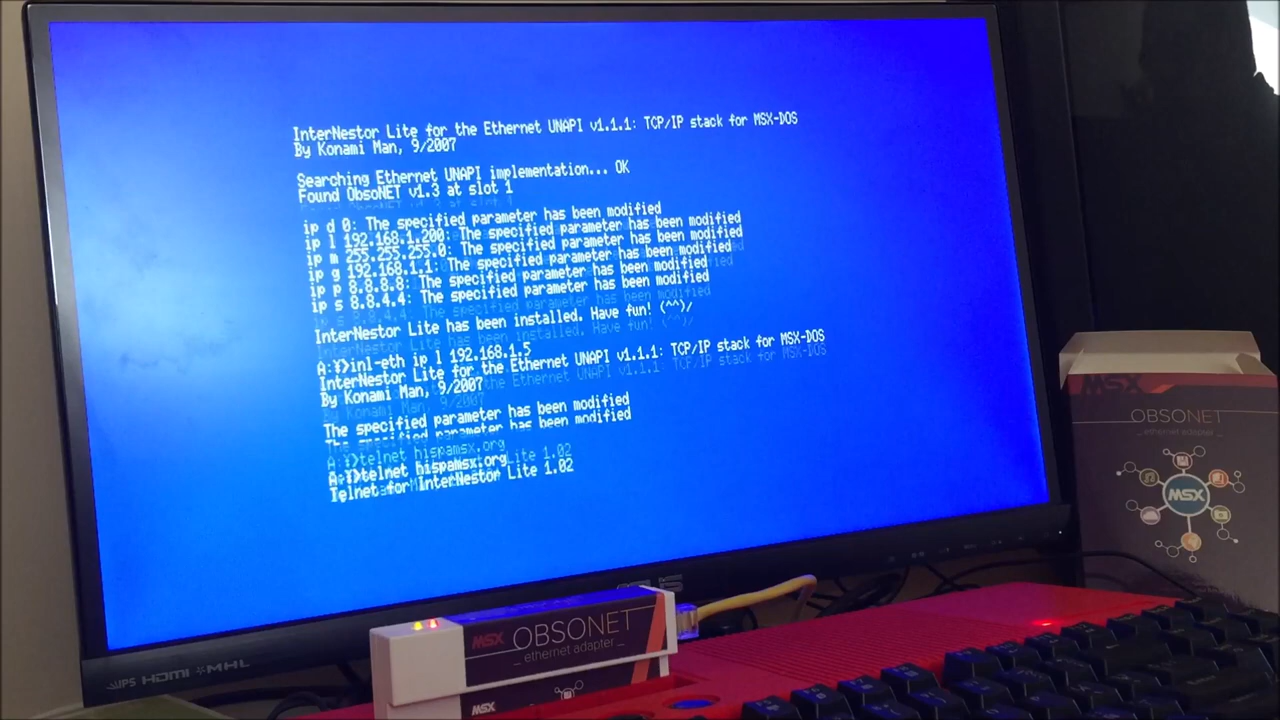 InterNestor Lite for the Ethernet UNAPI v1.1.1: TCP/IP stack for MSX-DOS
By Konami Man, 9/2007
Searching Ethernet UNAPI implementation... OK
Found ObsoNET v1.3 at slot 1
ip d 0: The specified parameter has been modified
ip l 192.168.1.200: The specified parameter has been modified
ip m 255.255.255.0: The specified parameter has been modified
ip g 192.168.1.1: The specified parameter has been modified
ip p 8.8.8.8: The specified parameter has been modified
ip s 8.8.4.4: The specified parameter has been modified
InterNestor Lite has been installed. Have fun! (^^)/
A:¥>inl-eth ip l 192.168.1.5
InterNestor Lite for the Ethernet UNAPI v1.1.1: TCP/IP stack for MSX-DOS
By Konami Man, 9/2007
The specified parameter has been modified
A:¥>telnet hispamsx.org
Telnet for InterNestor Lite 1.02
ASUS
IPS HDMI MHL
MSX OBSONET
_ ethernet adapter _
MSX
MSX
OBSONET
_ ethernet adapter _
MSX